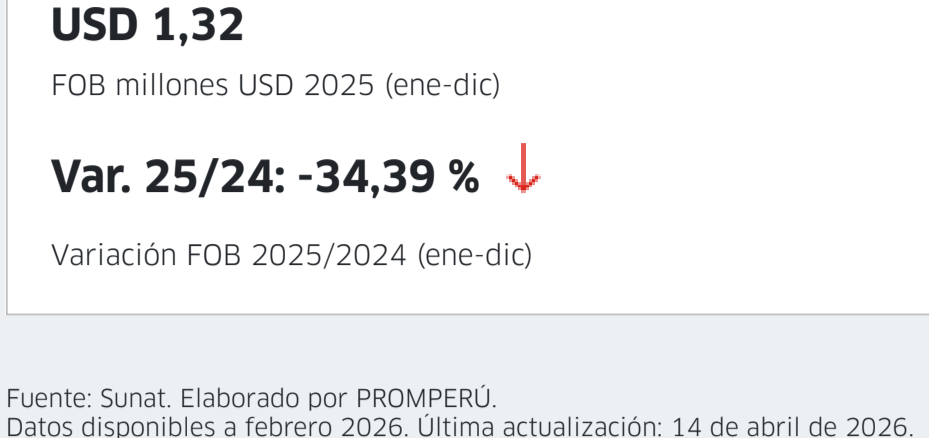 USD 1,32
FOB millones USD 2025 (ene-dic)
Var. 25/24: -34,39 %
Variación FOB 2025/2024 (ene-dic)
Fuente: Sunat. Elaborado por PROMPERÚ.
Datos disponibles a febrero 2026. Última actualización: 14 de abril de 2026.